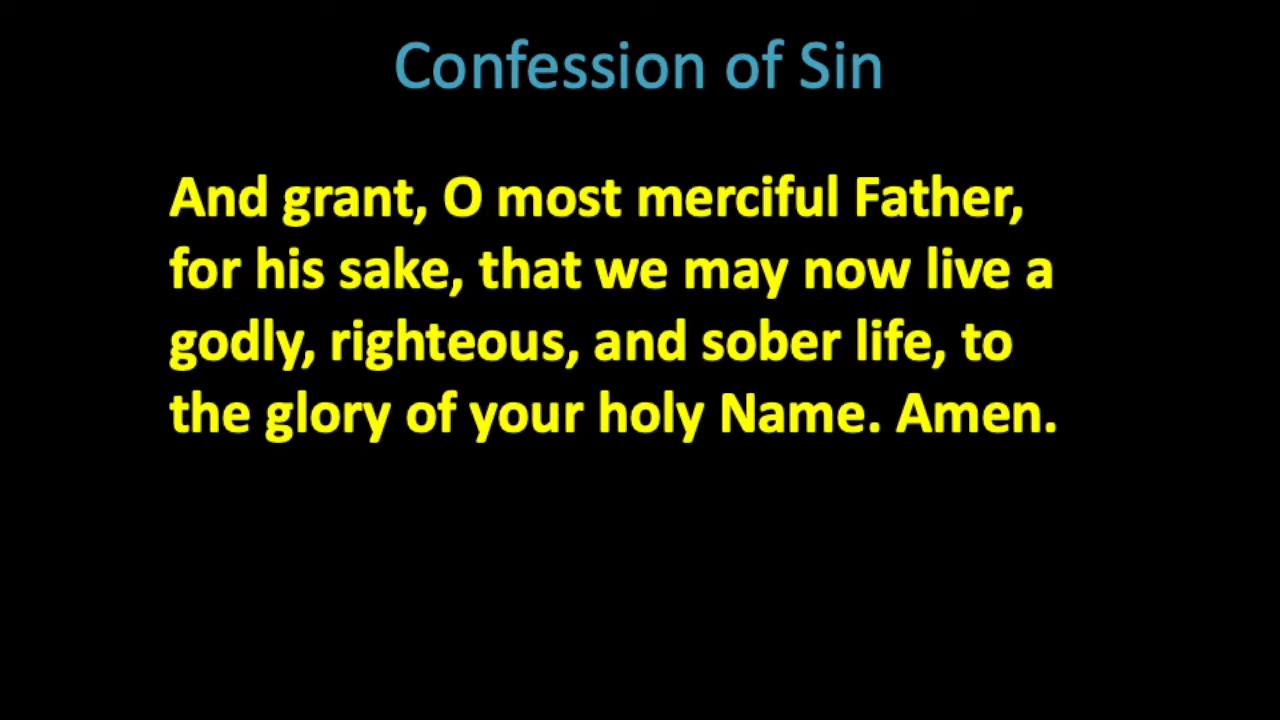 Confession of Sin
And grant, O most merciful Father,
for his sake, that we may now live a
godly, righteous, and sober life, to
the glory of your holy Name. Amen.